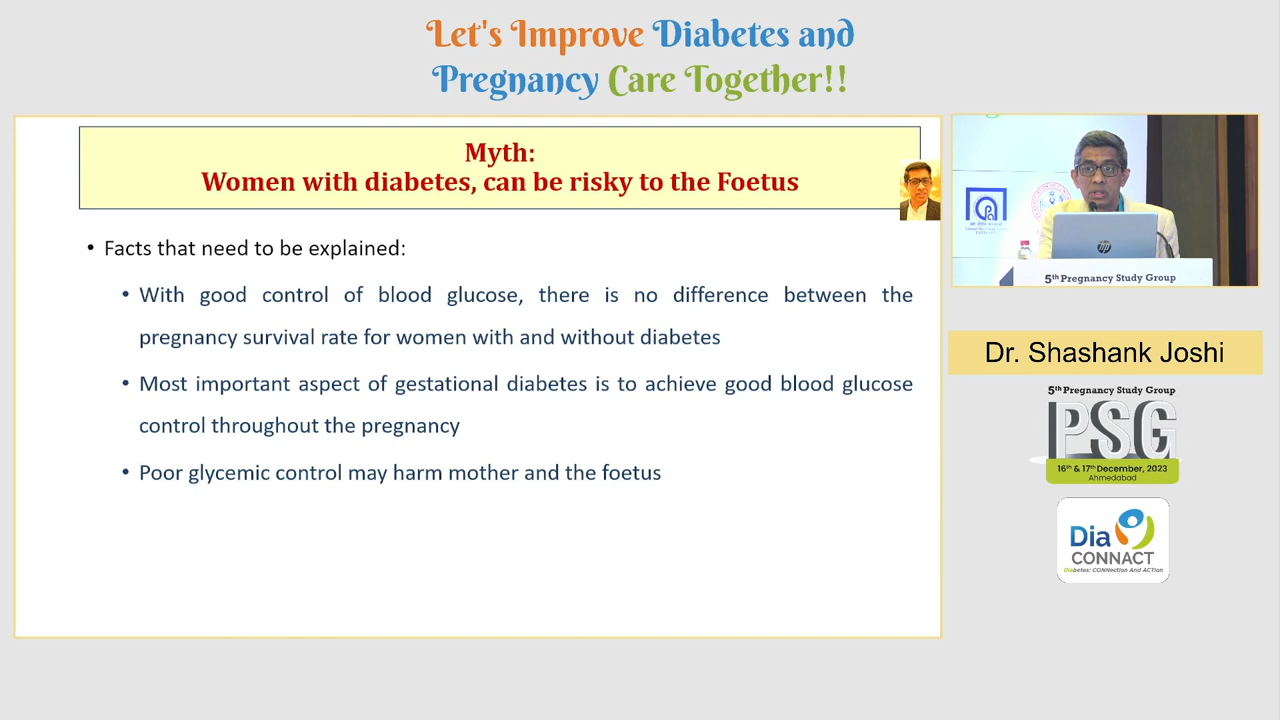 Let's Improve Diabetes and
Pregnancy Care Together!!
Myth:
Women with diabetes, can be risky to the Foetus
• Facts that need to be explained:
• With good control of blood glucose, there is no difference between the
pregnancy survival rate for women with and without diabetes
• Most important aspect of gestational diabetes is to achieve good blood glucose
control throughout the pregnancy
• Poor glycemic control may harm mother and the foetus
hp
5th Pregnancy Study Group
Dr. Shashank Joshi
5th Pregnancy Study Group
PSG
16th & 17th December, 2023
Ahmedabad
Dia
CONNACT
Diabetes: CONNection And ACTion